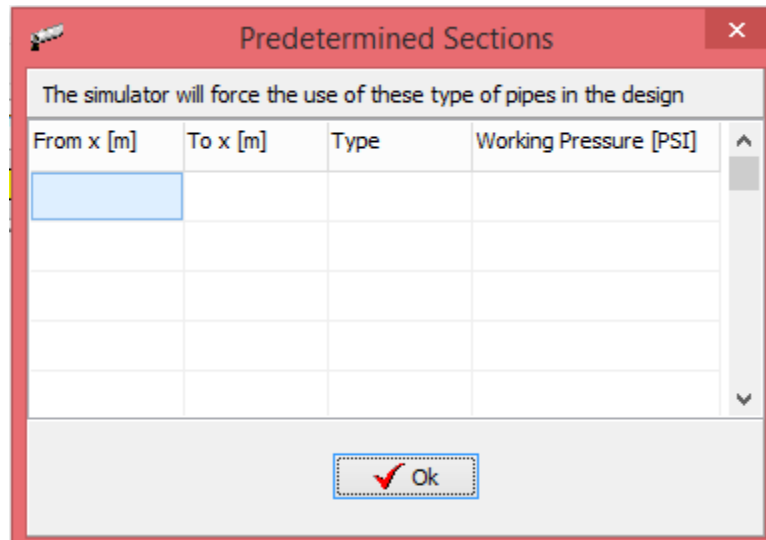 Predetermined Sections
The simulator will force the use of these type of pipes in the design
From x [m] To x [m] Type Working Pressure [PSI]
Ok